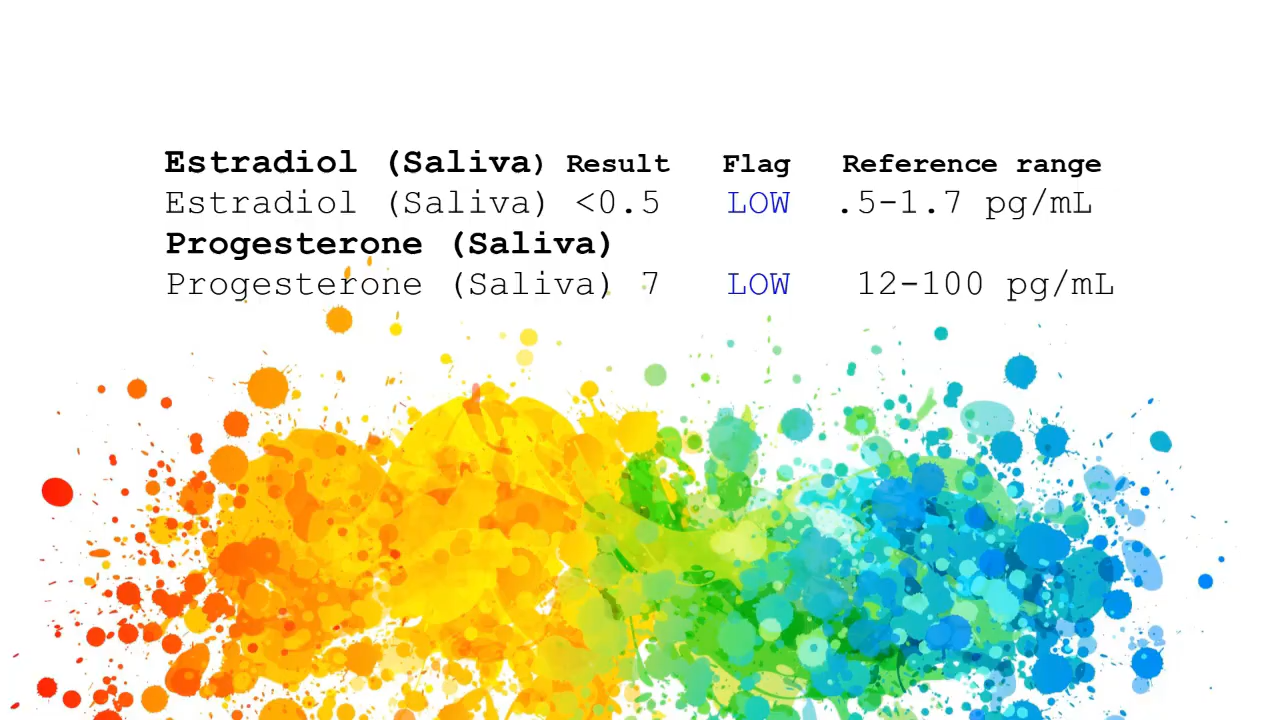 Estradiol (Saliva) Result Flag Reference range
Estradiol (Saliva) <0.5 LOW .5-1.7 pg/mL
Progesterone (Saliva)
Progesterone (Saliva) 7 LOW 12-100 pg/mL